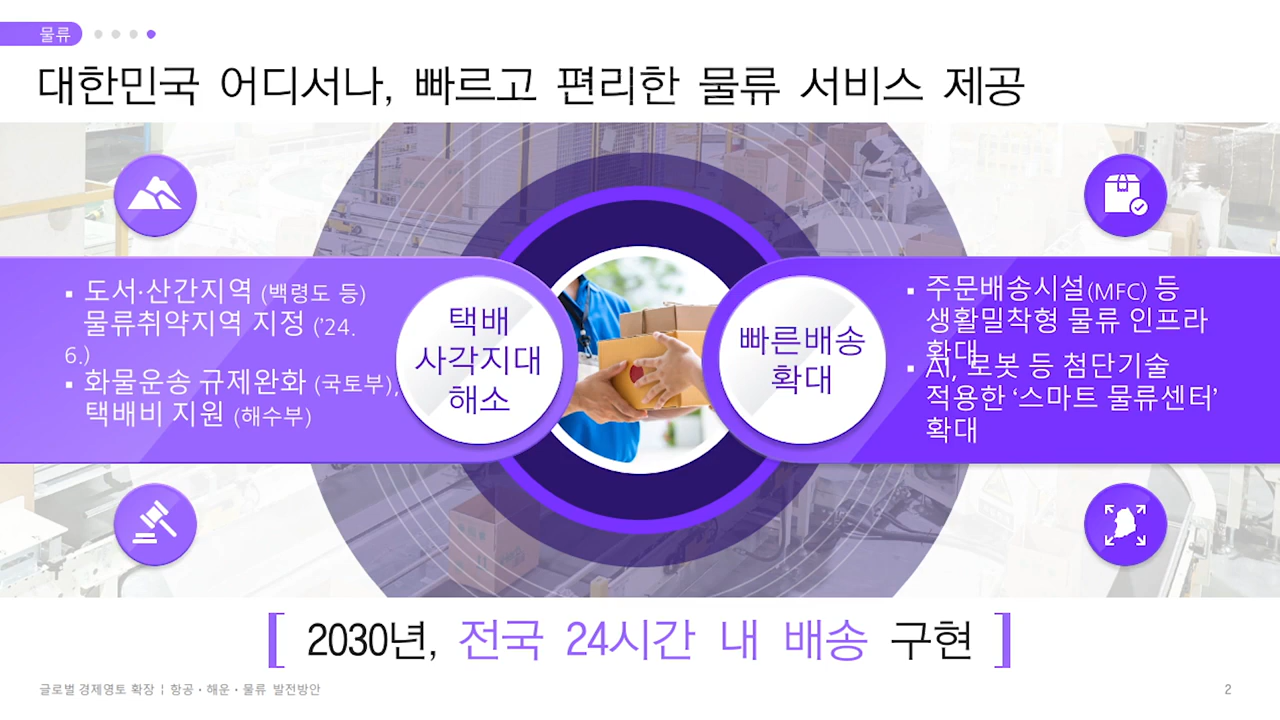 물류
대한민국 어디서나, 빠르고 편리한 물류 서비스 제공
▪ 도서·산간지역 (백령도 등)
물류취약지역 지정 (’24.
6.)
▪ 화물운송 규제완화 (국토부),
택배비 지원 (해수부)
택배
사각지대
해소
빠른배송
확대
▪ 주문배송시설(MFC) 등
생활밀착형 물류 인프라
확대
▪ AI, 로봇 등 첨단기술
적용한 ‘스마트 물류센터’
확대
[ 2030년, 전국 24시간 내 배송 구현 ]
글로벌 경제영토 확장 ¦ 항공·해운·물류 발전방안
2